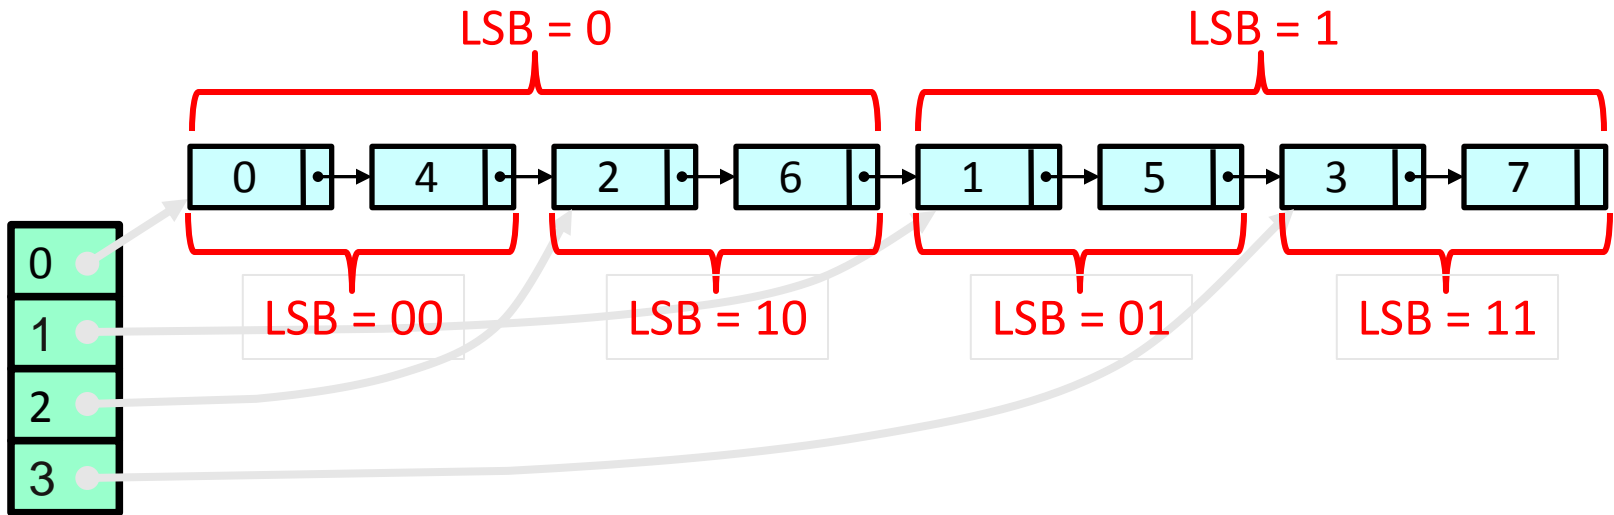 LSB = 0 LSB = 1
0 4 2 6 1 5 3 7
0
LSB = 00 LSB = 10 LSB = 01 LSB = 11
1
2
3